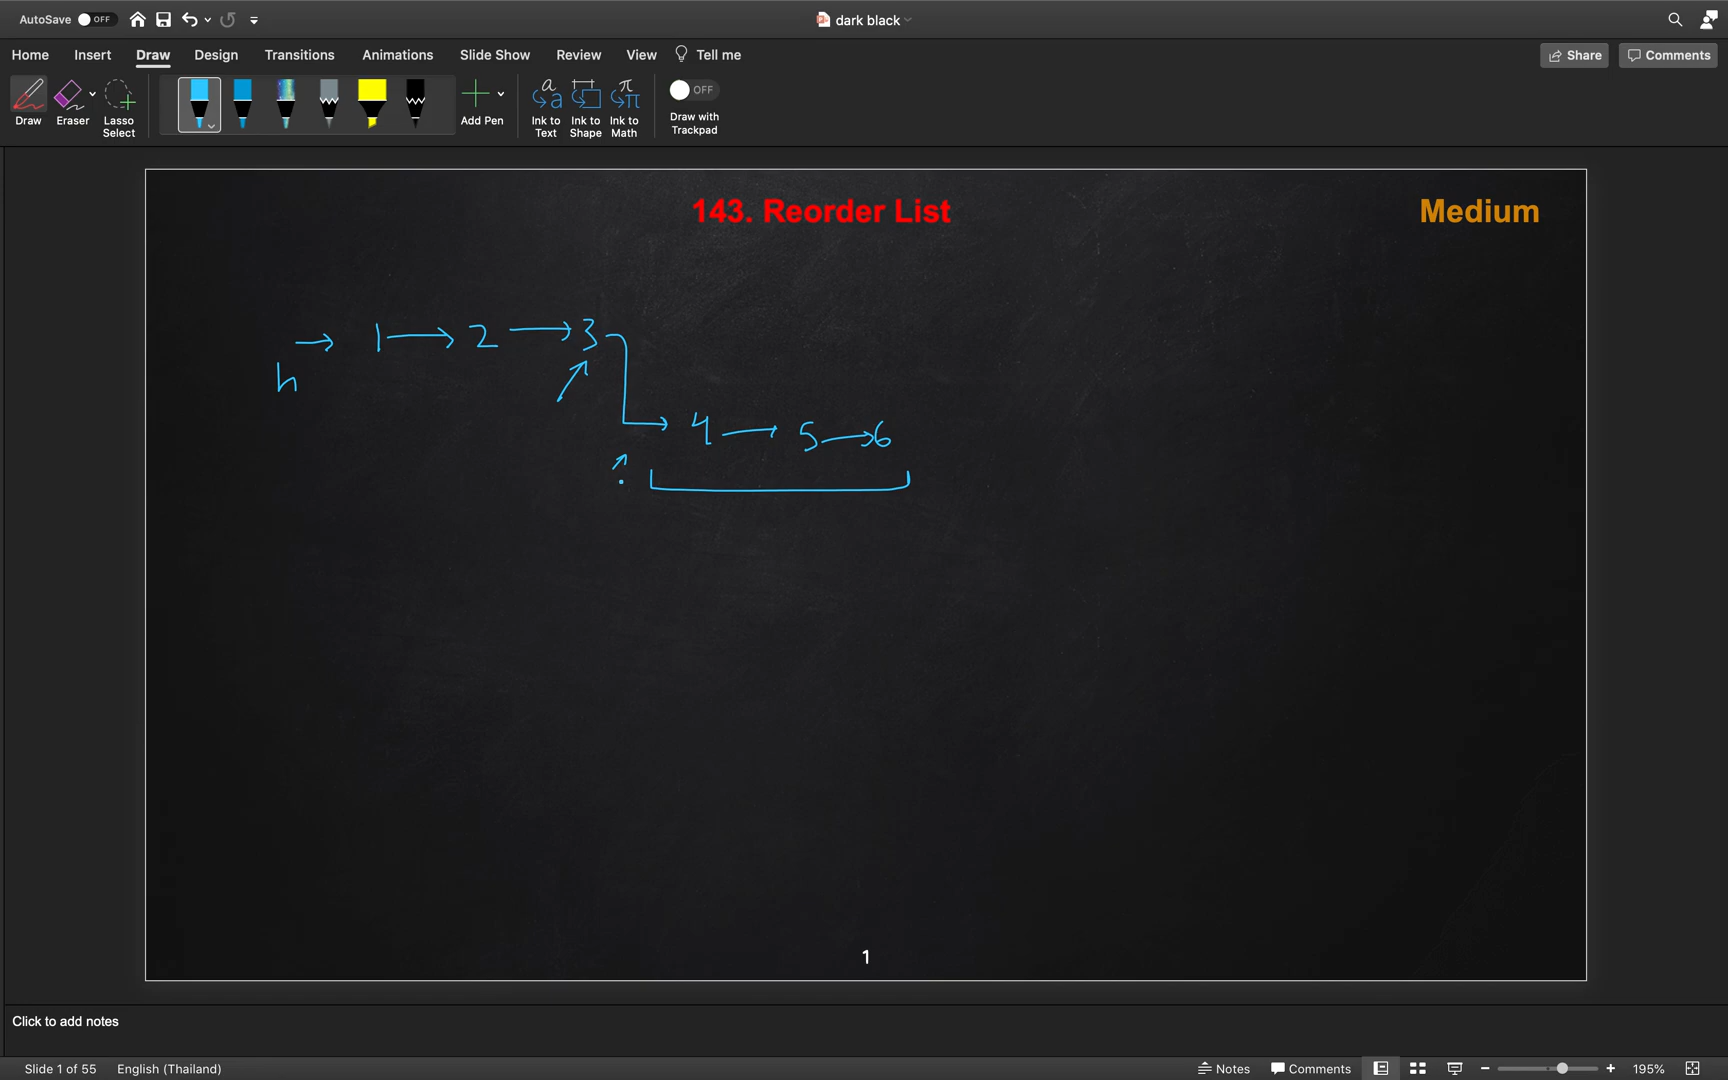 AutoSave OFF
dark black
Home Insert Draw Design Transitions Animations Slide Show Review View Tell me
Share Comments
Draw Eraser Lasso Select
Add Pen
Ink to Text Ink to Shape Ink to Math
OFF
Draw with Trackpad
143. Reorder List
Medium
h → 1 → 2 → 3
4 → 5 → 6
1
Click to add notes
Slide 1 of 55 English (Thailand)
Notes Comments 195%